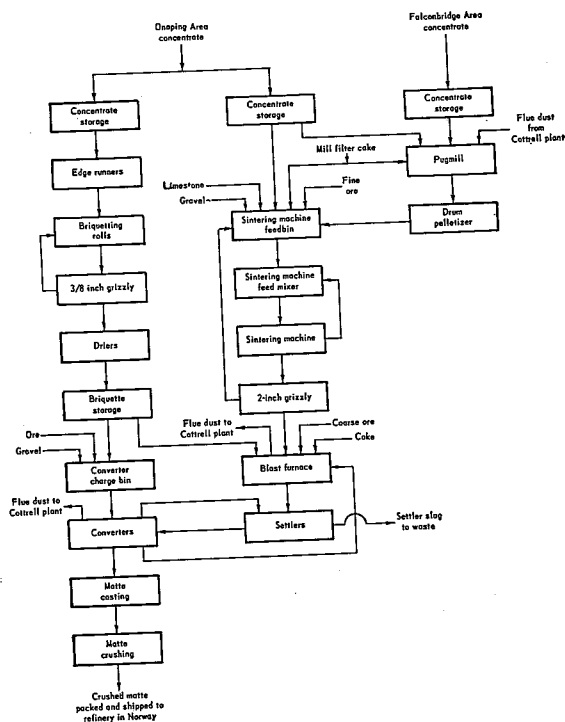 Onaping Area
concentrate
Falconbridge Area
concentrate
Concentrate
storage
Concentrate
storage
Concentrate
storage
Flue dust
from
Cottrell plant
Mill filter cake
Edge runners
Pugmill
Limestone
Gravel
Fine
ore
Briquetting
rolls
Sintering machine
feedbin
Drum
pelletizer
3/8 inch grizzly
Sintering machine
feed mixer
Driers
Sintering machine
Briquette
storage
2-inch grizzly
Flue dust to
Cottrell plant
Coarse ore
Coke
Ore
Gravel
Converter
charge bin
Blast furnace
Flue dust to
Cottrell plant
Converters
Settlers
Settler slag
to waste
Matte
casting
Matte
crushing
Crushed matte
packed and shipped to
refinery in Norway